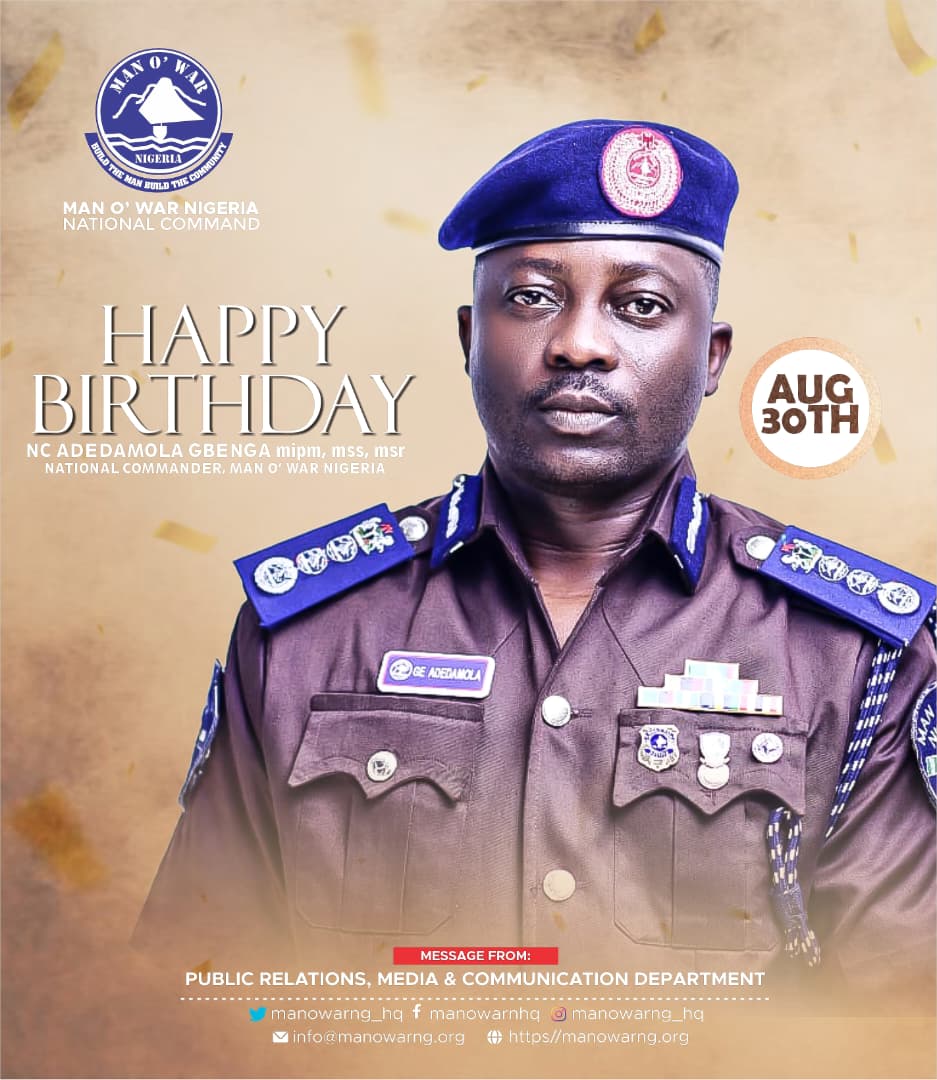 MAN O' WAR
NIGERIA
BUILD THE MAN BUILD THE COMMUNITY
MAN O' WAR NIGERIA
NATIONAL COMMAND
HAPPY
BIRTHDAY
NC ADEDAMOLA GBENGA mipm, mss, msr
NATIONAL COMMANDER, MAN O' WAR NIGERIA
AUG
30TH
GE ADEDAMOLA
MAN
MESSAGE FROM:
PUBLIC RELATIONS, MEDIA & COMMUNICATION DEPARTMENT
manowarng_hq manowarnhq manowarng_hq
info@manowarng.org https//manowarng.org